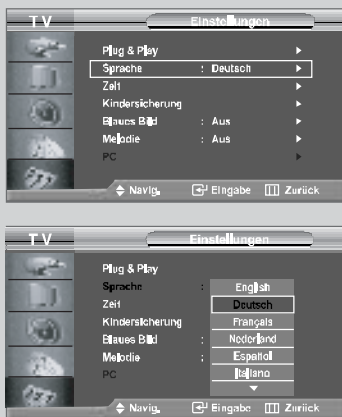 TV Einstellungen
Plug & Play
Sprache : Deutsch
Zeit
Kindersicherung
Blaues Bild : Aus
Melodie : Aus
PC
Navig. Eingabe Zurück
TV Einstellungen
Plug & Play
Sprache : English
Zeit Deutsch
Kindersicherung Français
Blaues Bild : Nederland
Melodie : Español
PC Italiano
Navig. Eingabe Zurück